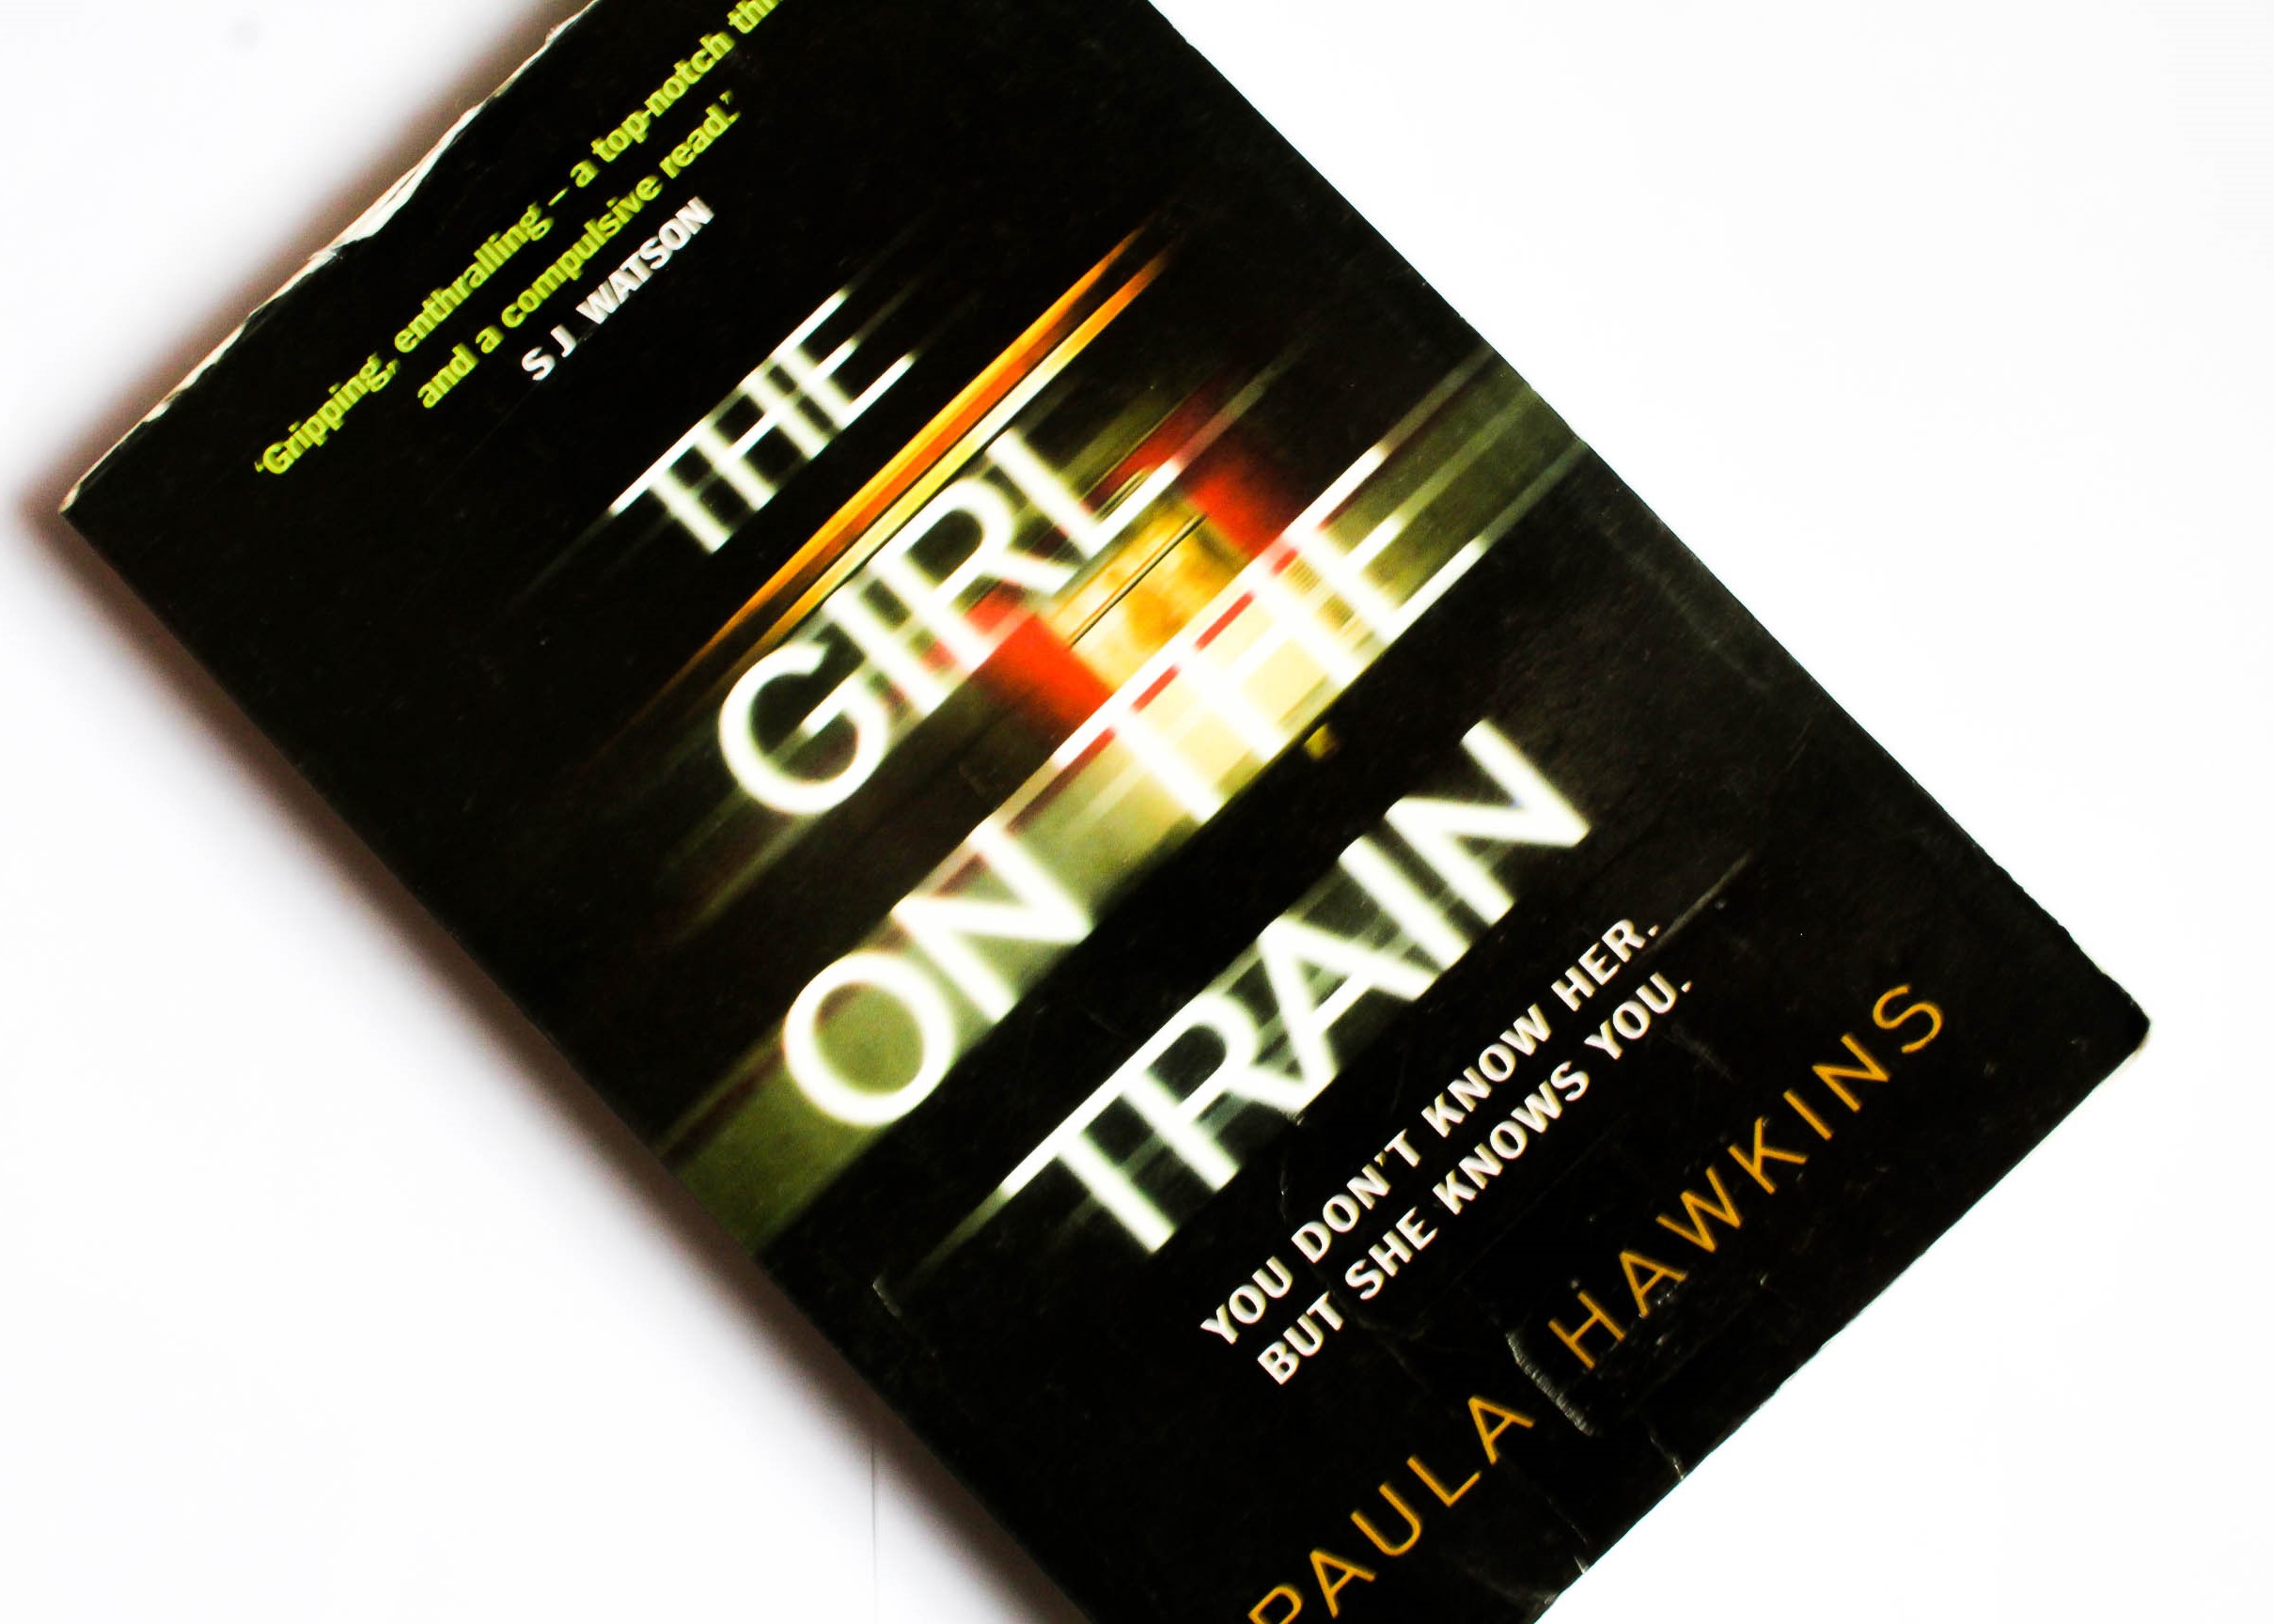 'Gripping, enthralling – a top-notch
and a compulsive read.'
S J WATSON
THE
GIRL
ON THE
TRAIN
YOU DON'T KNOW HER.
BUT SHE KNOWS YOU.
PAULA HAWKINS